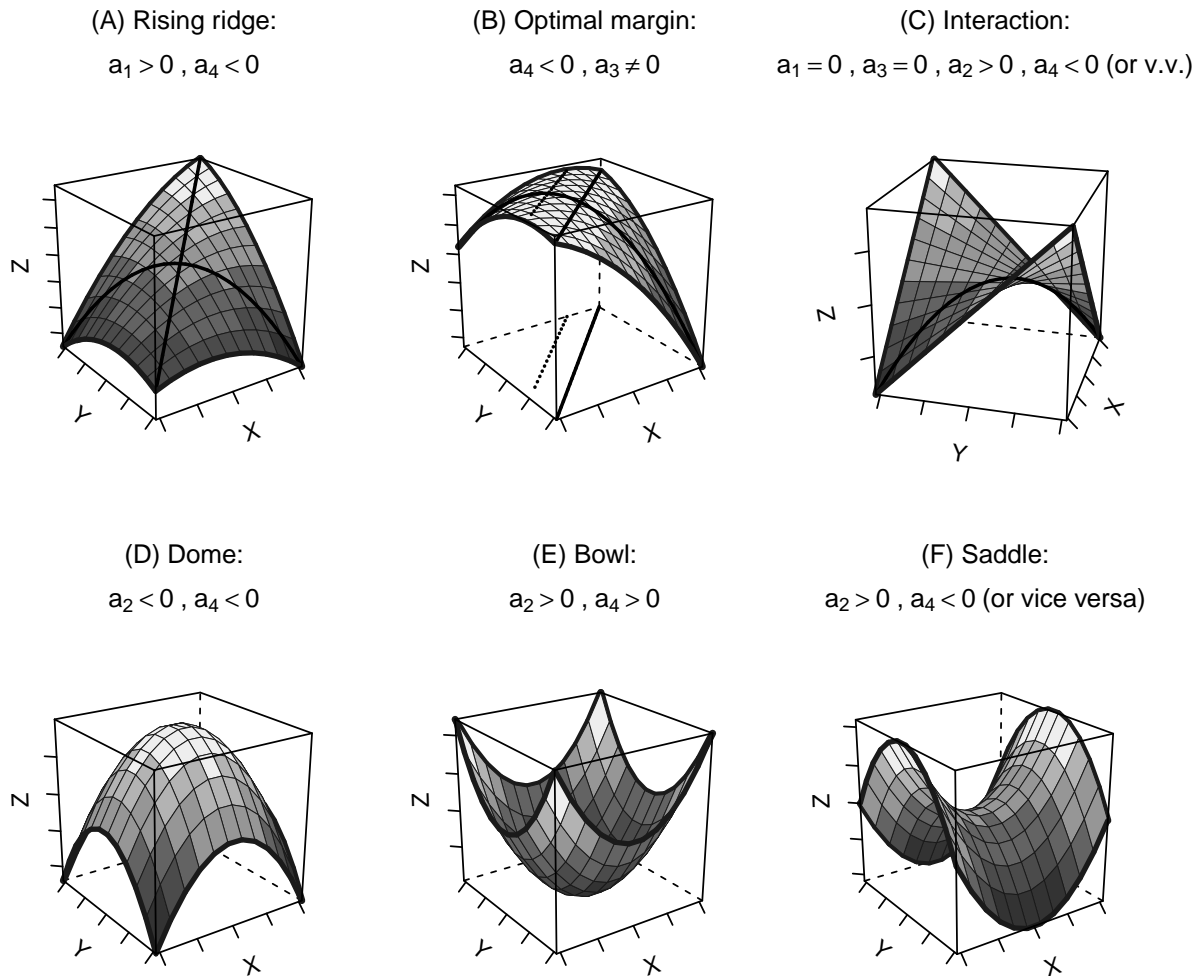 (A) Rising ridge:
a₁ > 0 , a₄ < 0
(B) Optimal margin:
a₄ < 0 , a₃ ≠ 0
(C) Interaction:
a₁ = 0 , a₃ = 0 , a₂ > 0 , a₄ < 0 (or v.v.)
Z
Y
X
Z
Y
X
Z
Y
X
(D) Dome:
a₂ < 0 , a₄ < 0
(E) Bowl:
a₂ > 0 , a₄ > 0
(F) Saddle:
a₂ > 0 , a₄ < 0 (or vice versa)
Z
Y
X
Z
Y
X
Z
Y
X